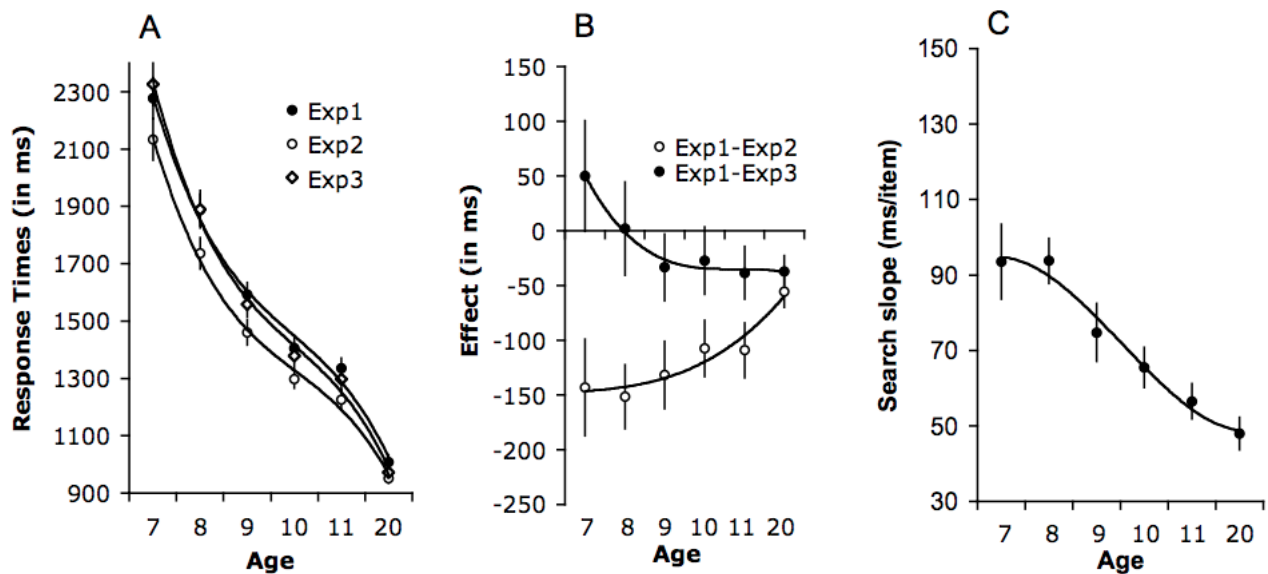 A
Response Times (in ms)
2300
2100
1900
1700
1500
1300
1100
900
Exp1
Exp2
Exp3
7 8 9 10 11 20
Age
B
Effect (in ms)
150
100
50
0
-50
-100
-150
-200
-250
Exp1-Exp2
Exp1-Exp3
7 8 9 10 11 20
Age
C
Search slope (ms/item)
150
130
110
90
70
50
30
7 8 9 10 11 20
Age